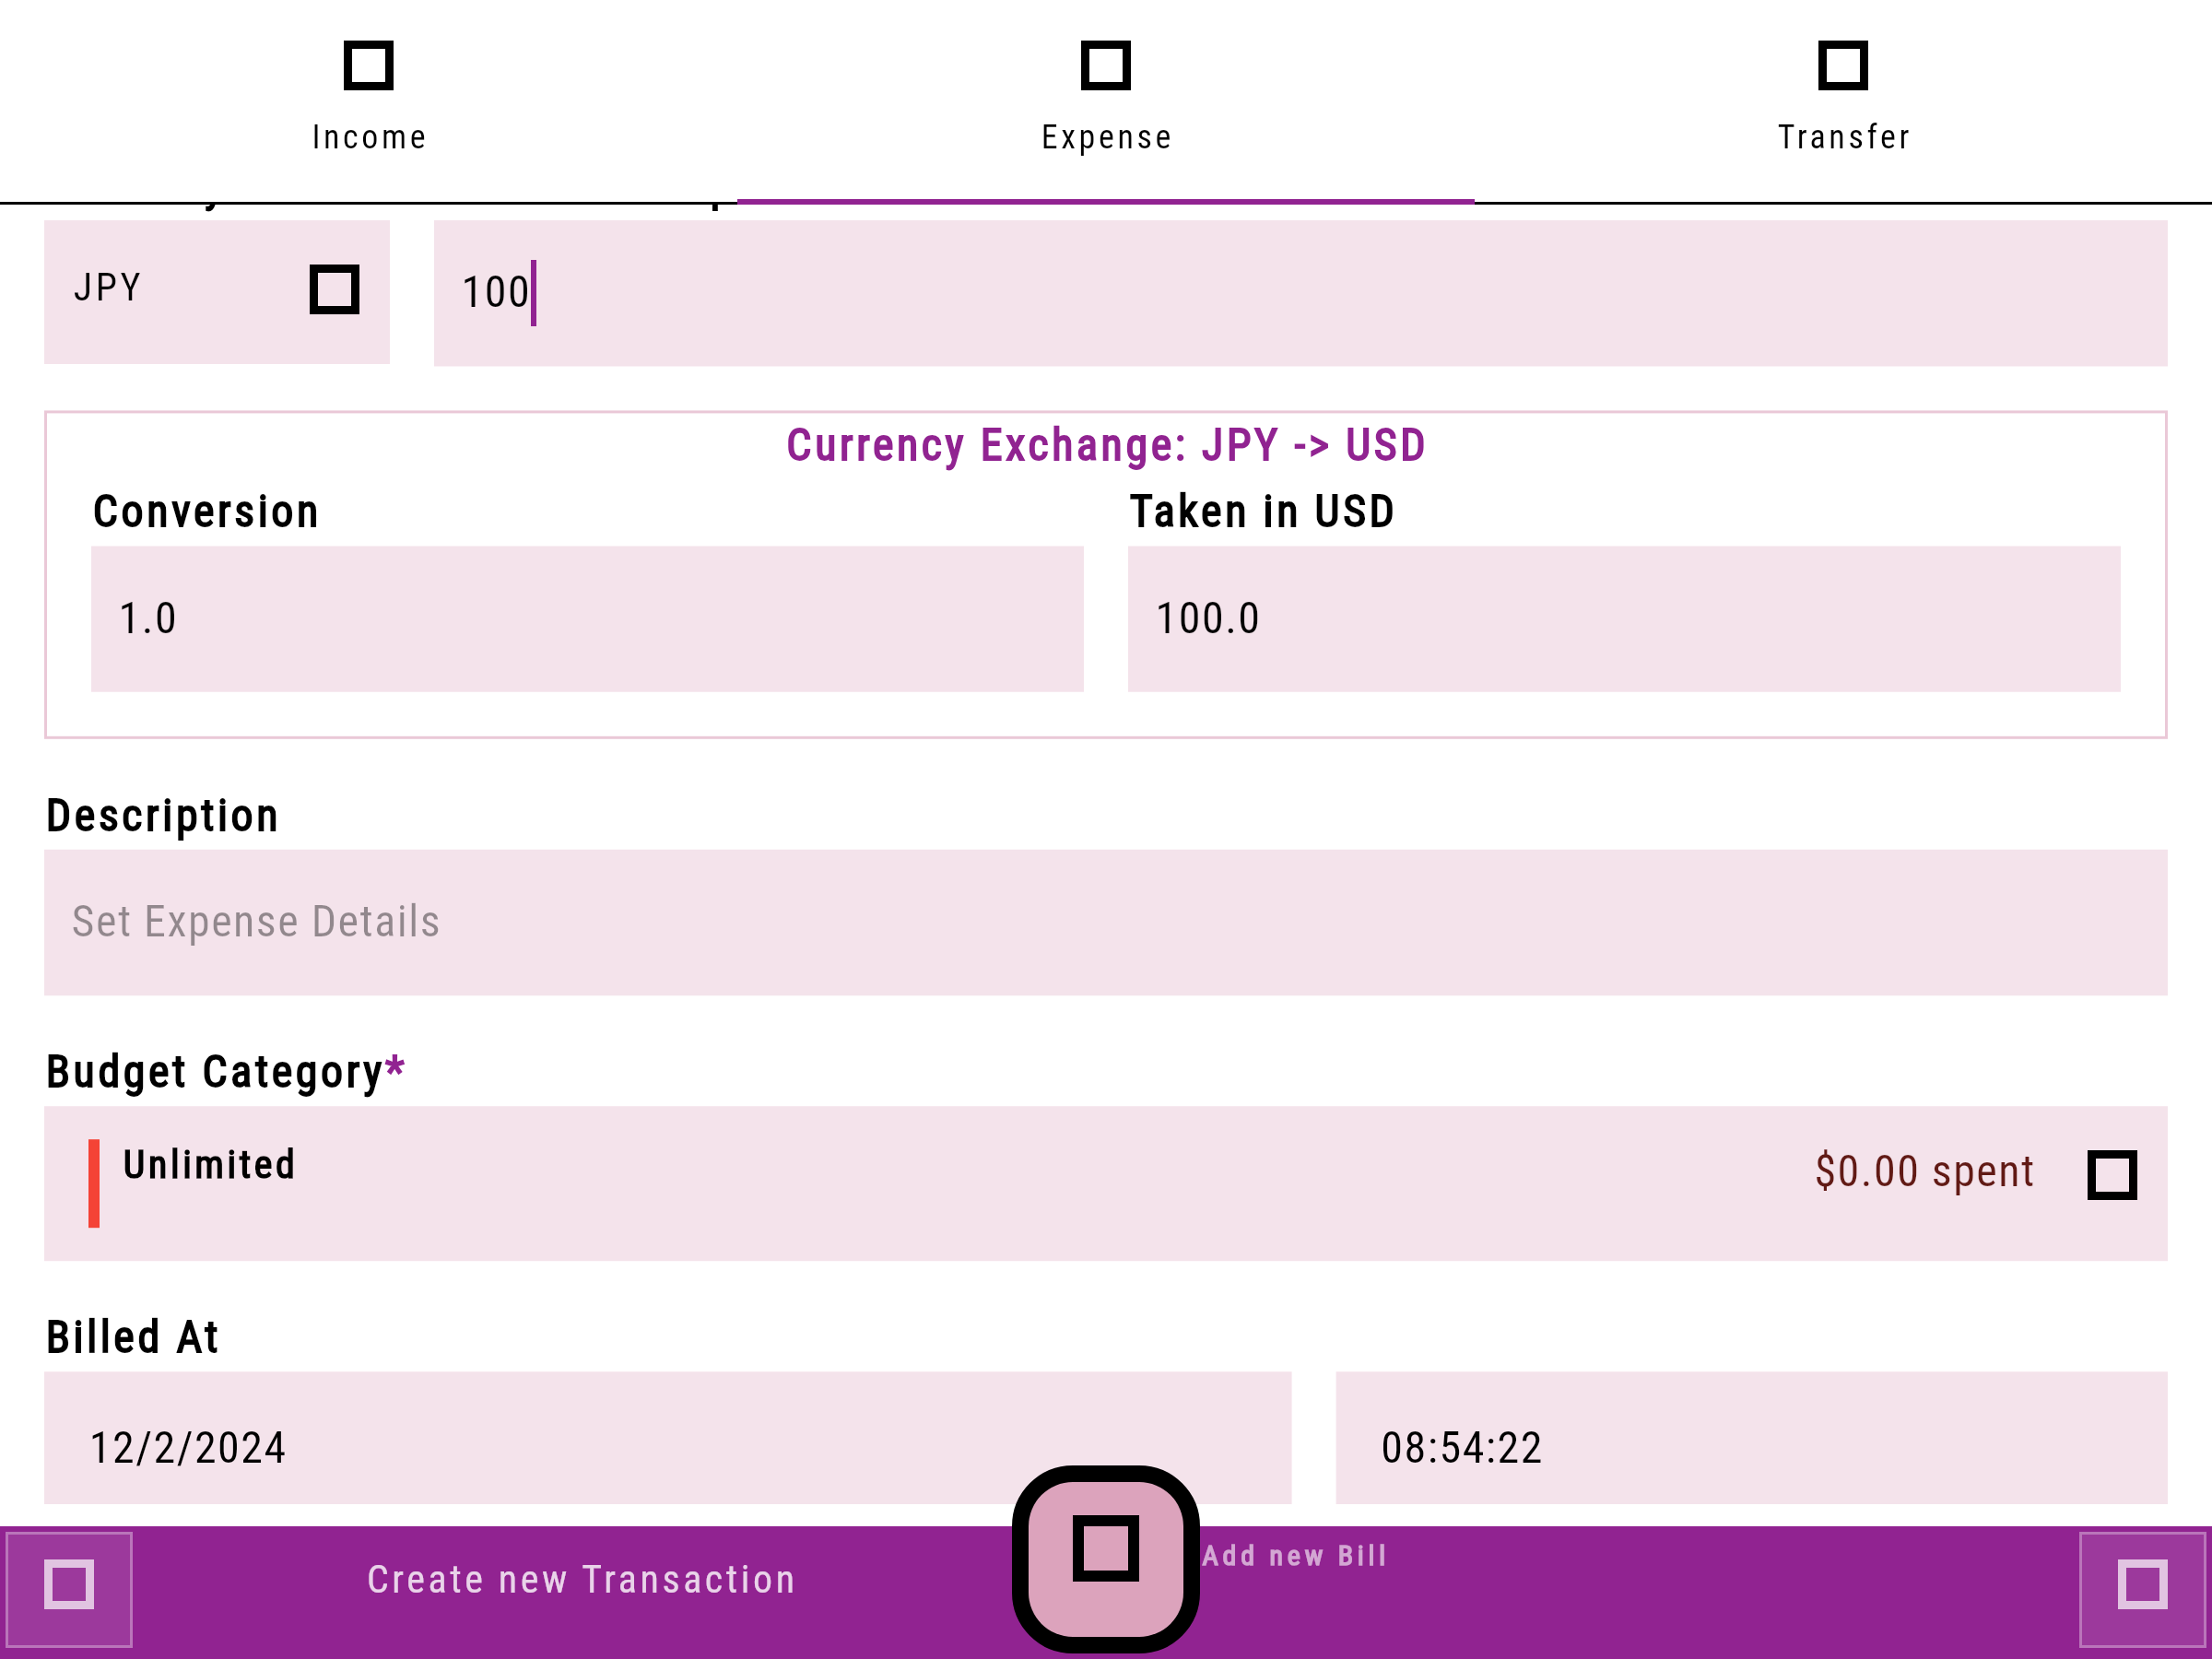 Income
Expense
Transfer
JPY
100
Currency Exchange: JPY -> USD
Conversion
Taken in USD
1.0
100.0
Description
Set Expense Details
Budget Category*
Unlimited
$0.00 spent
Billed At
12/2/2024
08:54:22
Create new Transaction
Add new Bill